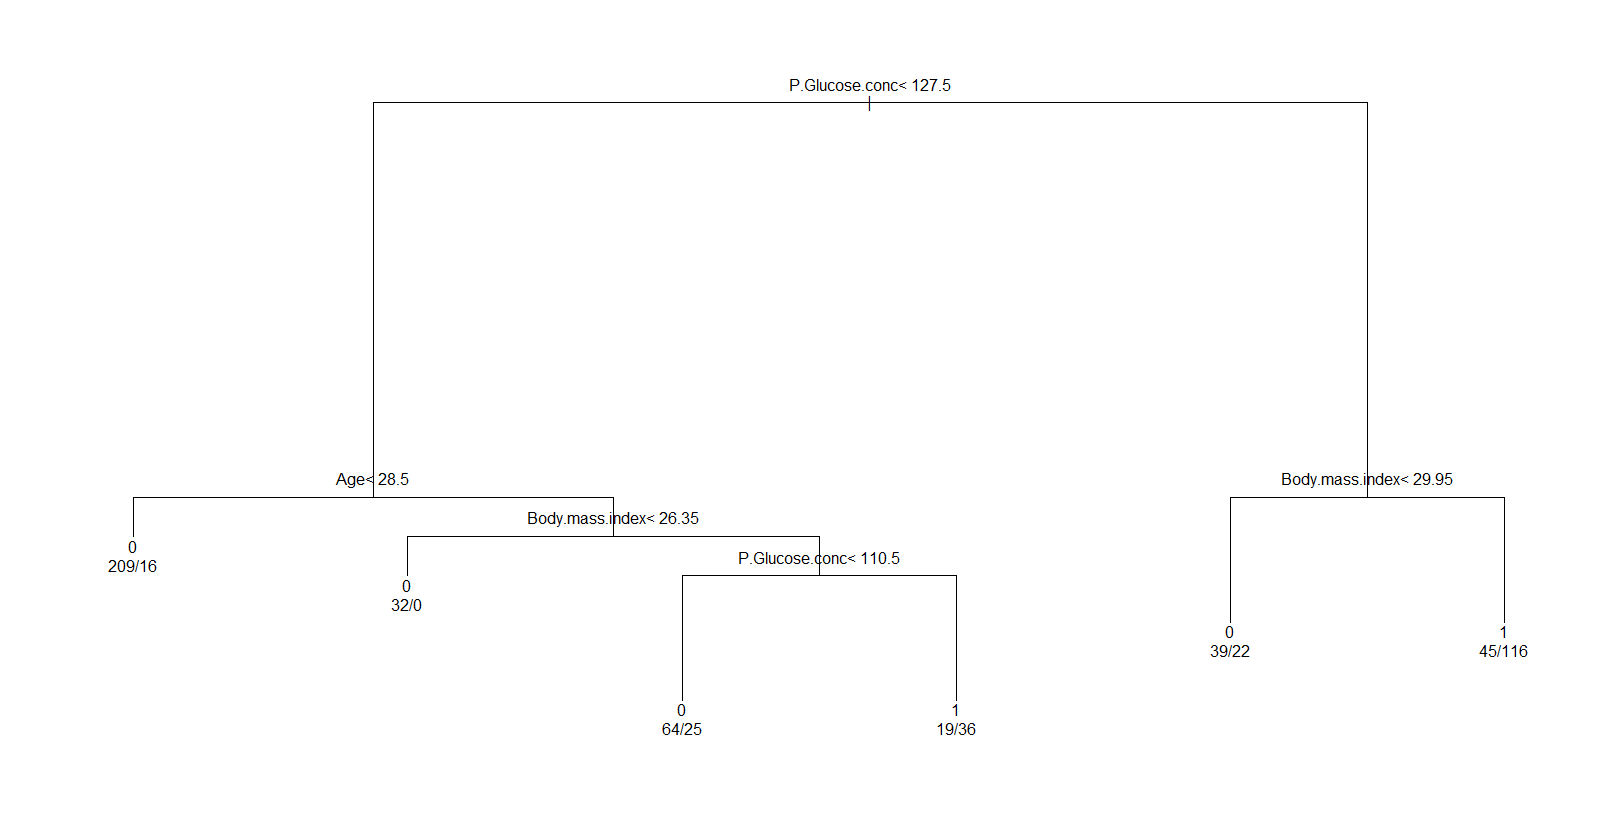 P.Glucose.conc< 127.5
Age< 28.5
Body.mass.index< 29.95
Body.mass.index< 26.35
0
209/16
P.Glucose.conc< 110.5
0
32/0
0
39/22
1
45/116
0
64/25
1
19/36